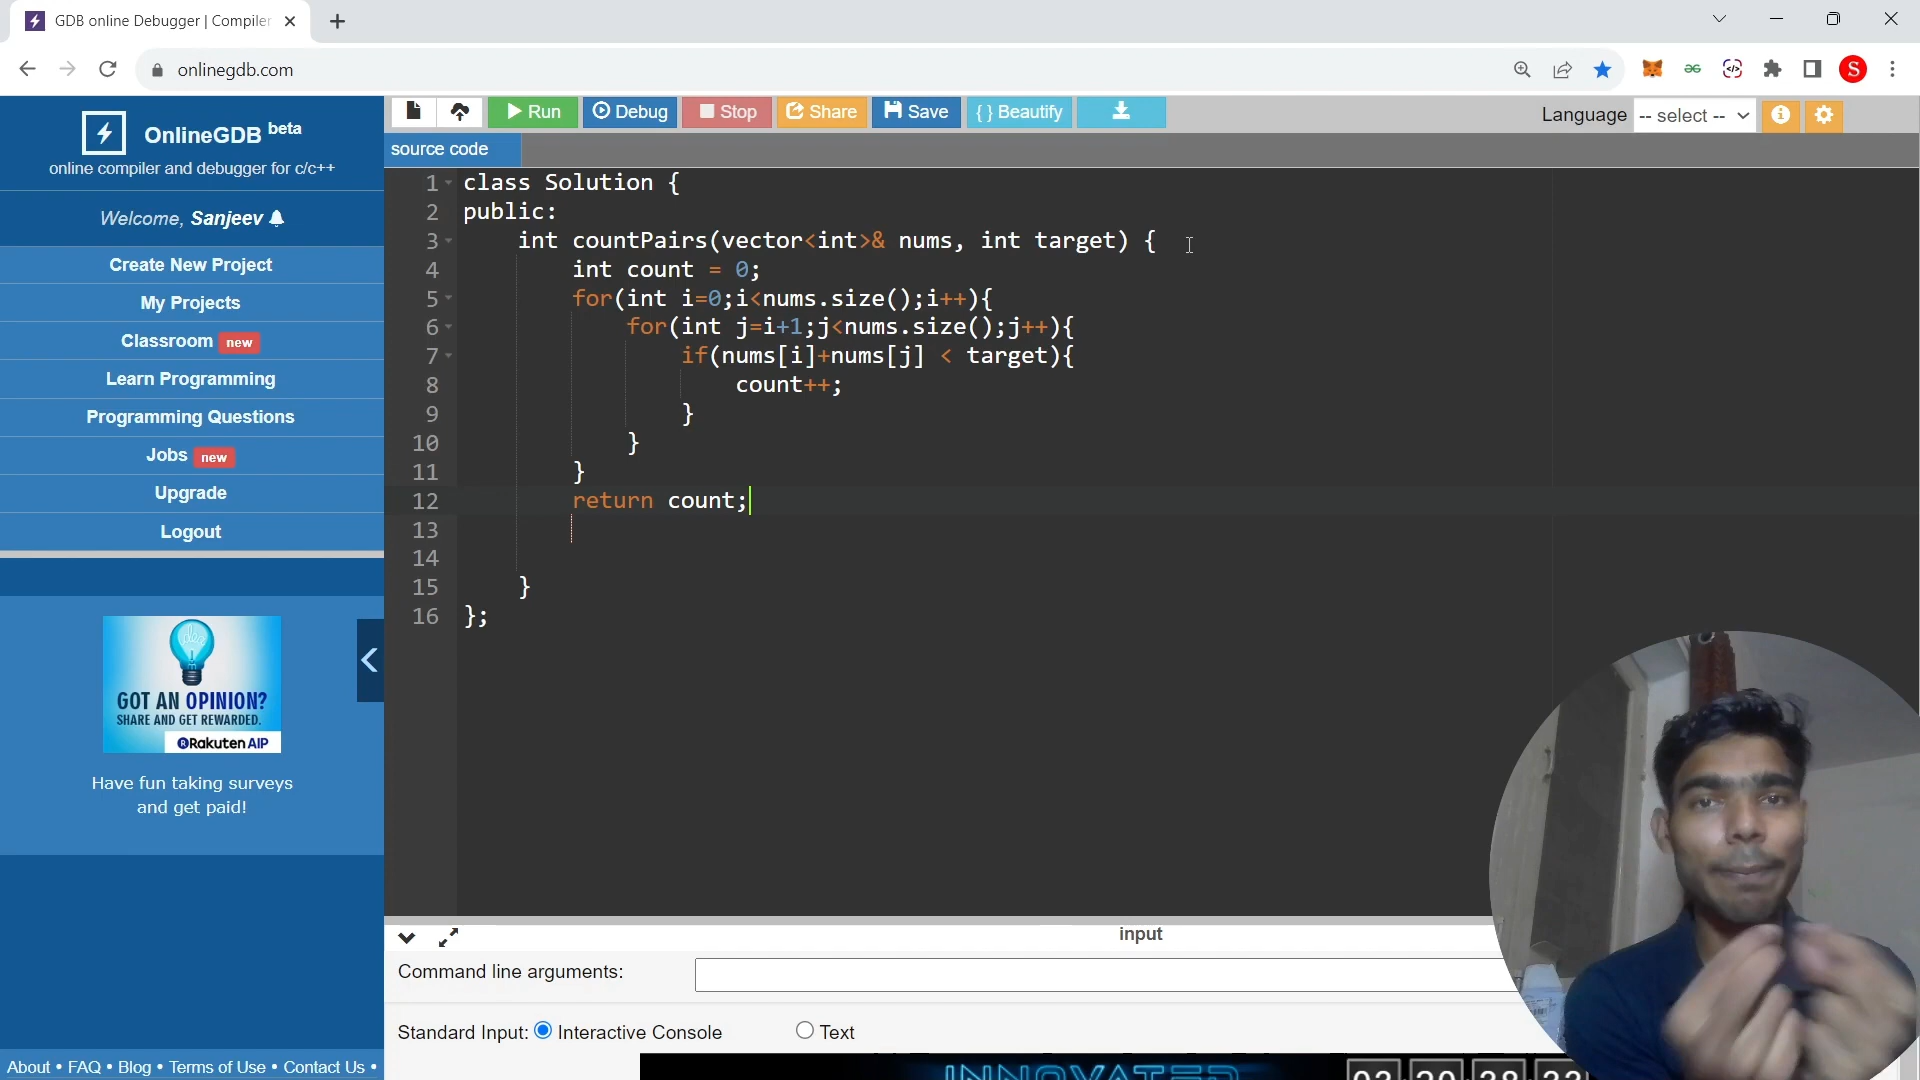 GDB online Debugger | Compiler
onlinegdb.com
S
OnlineGDB beta
online compiler and debugger for c/c++
Welcome, Sanjeev
Create New Project
My Projects
Classroom new
Learn Programming
Programming Questions
Jobs new
Upgrade
Logout
GOT AN OPINION?
SHARE AND GET REWARDED.
Rakuten AIP
Have fun taking surveys
and get paid!
About • FAQ • Blog • Terms of Use • Contact Us •
Run Debug Stop Share Save { } Beautify
Language -- select --
source code
1 class Solution {
2 public:
3 int countPairs(vector<int>& nums, int target) {
4 int count = 0;
5 for(int i=0;i<nums.size();i++){
6 for(int j=i+1;j<nums.size();j++){
7 if(nums[i]+nums[j] < target){
8 count++;
9 }
10 }
11 }
12 return count;
13
14
15 }
16 };
input
Command line arguments:
Standard Input: Interactive Console Text
INNOVATED